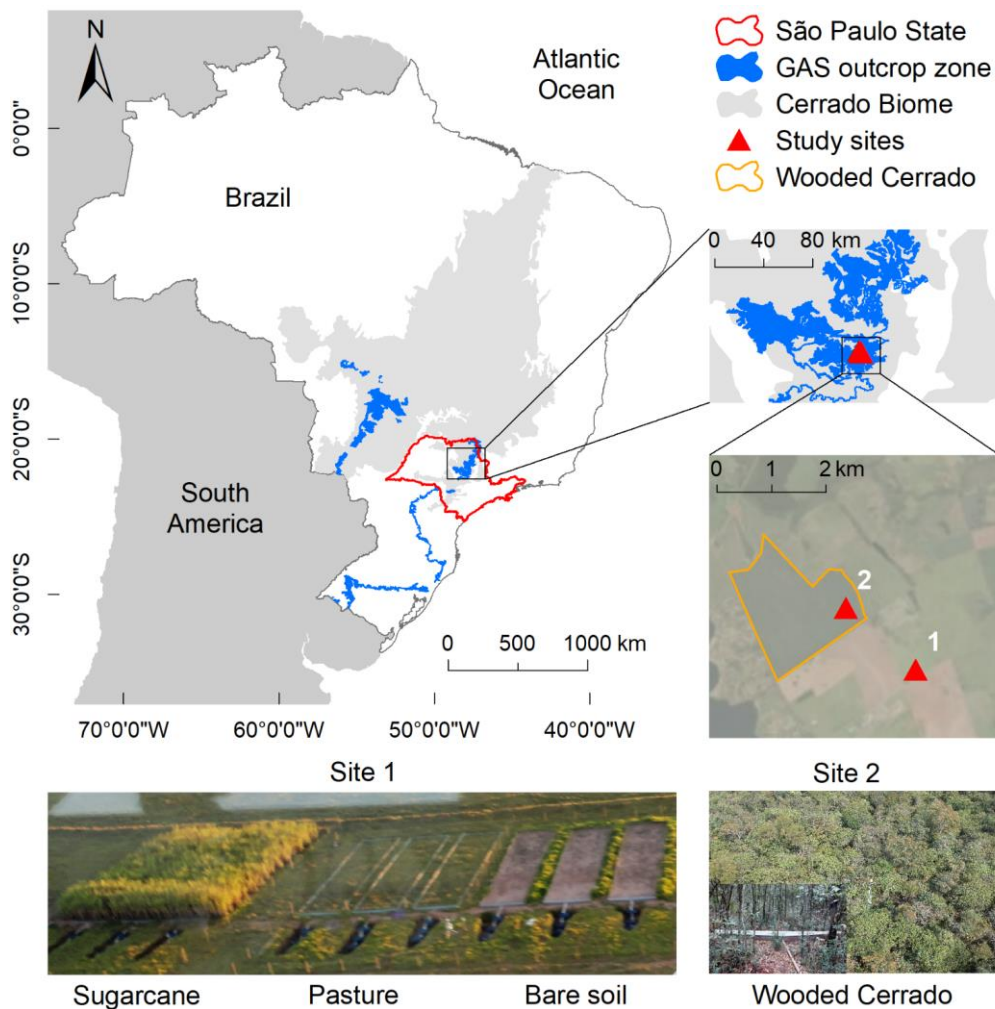 N
Atlantic
Ocean
Brazil
South
America
0°0'0"
10°0'0"S
20°0'0"S
30°0'0"S
0 500 1000 km
70°0'0"W 60°0'0"W 50°0'0"W 40°0'0"W
São Paulo State
GAS outcrop zone
Cerrado Biome
Study sites
Wooded Cerrado
0 40 80 km
0 1 2 km
2
1
Site 1
Site 2
Sugarcane Pasture Bare soil
Wooded Cerrado